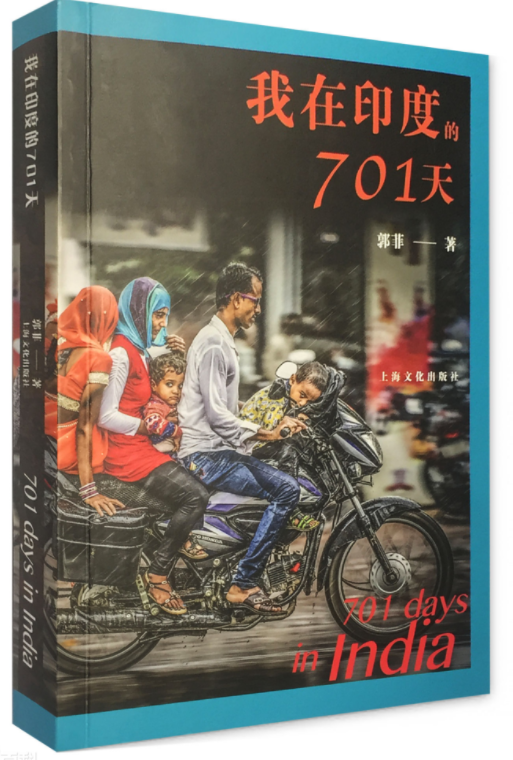 我在印度的
701天
郭菲 — 著
上海文化出版社
701 days
in India
我在印度的701天
郭菲 — 著
上海文化出版社
701 days in India